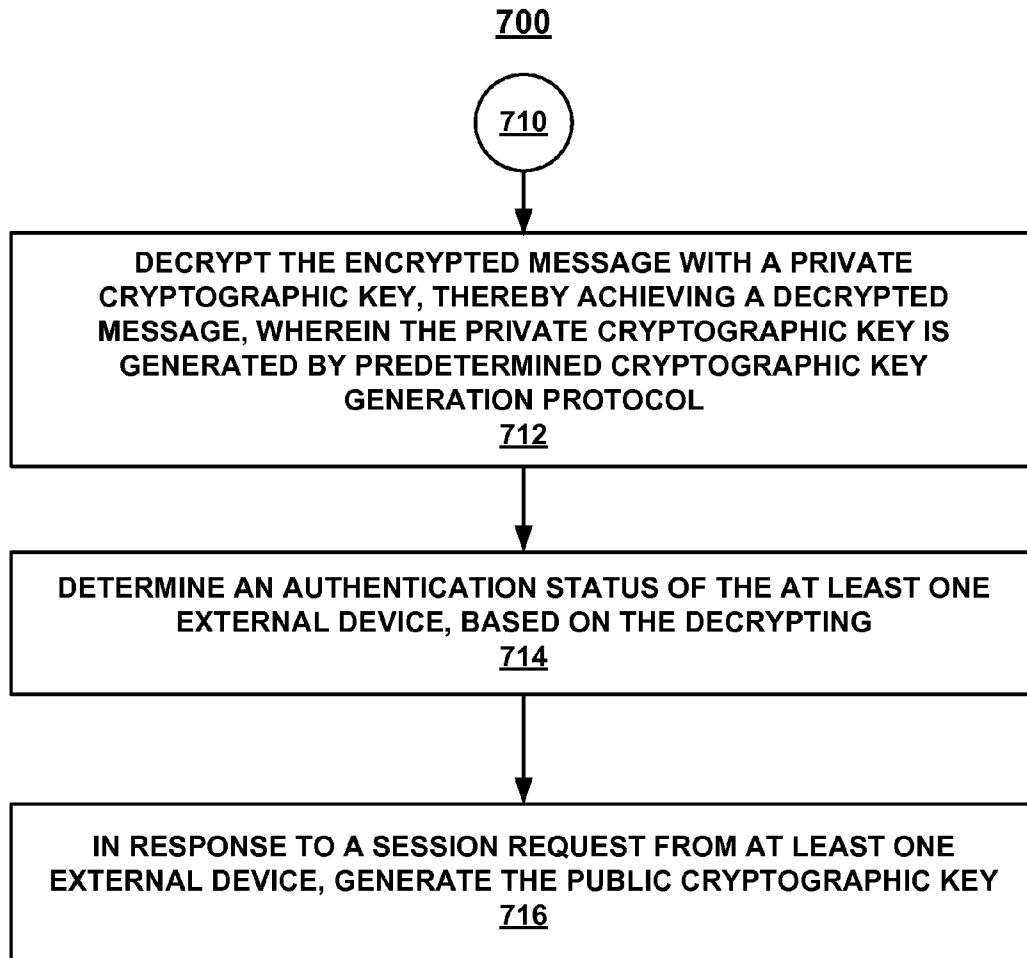 700
710
DECRYPT THE ENCRYPTED MESSAGE WITH A PRIVATE
CRYPTOGRAPHIC KEY, THEREBY ACHIEVING A DECRYPTED
MESSAGE, WHEREIN THE PRIVATE CRYPTOGRAPHIC KEY IS
GENERATED BY PREDETERMINED CRYPTOGRAPHIC KEY
GENERATION PROTOCOL
712
DETERMINE AN AUTHENTICATION STATUS OF THE AT LEAST ONE
EXTERNAL DEVICE, BASED ON THE DECRYPTING
714
IN RESPONSE TO A SESSION REQUEST FROM AT LEAST ONE
EXTERNAL DEVICE, GENERATE THE PUBLIC CRYPTOGRAPHIC KEY
716